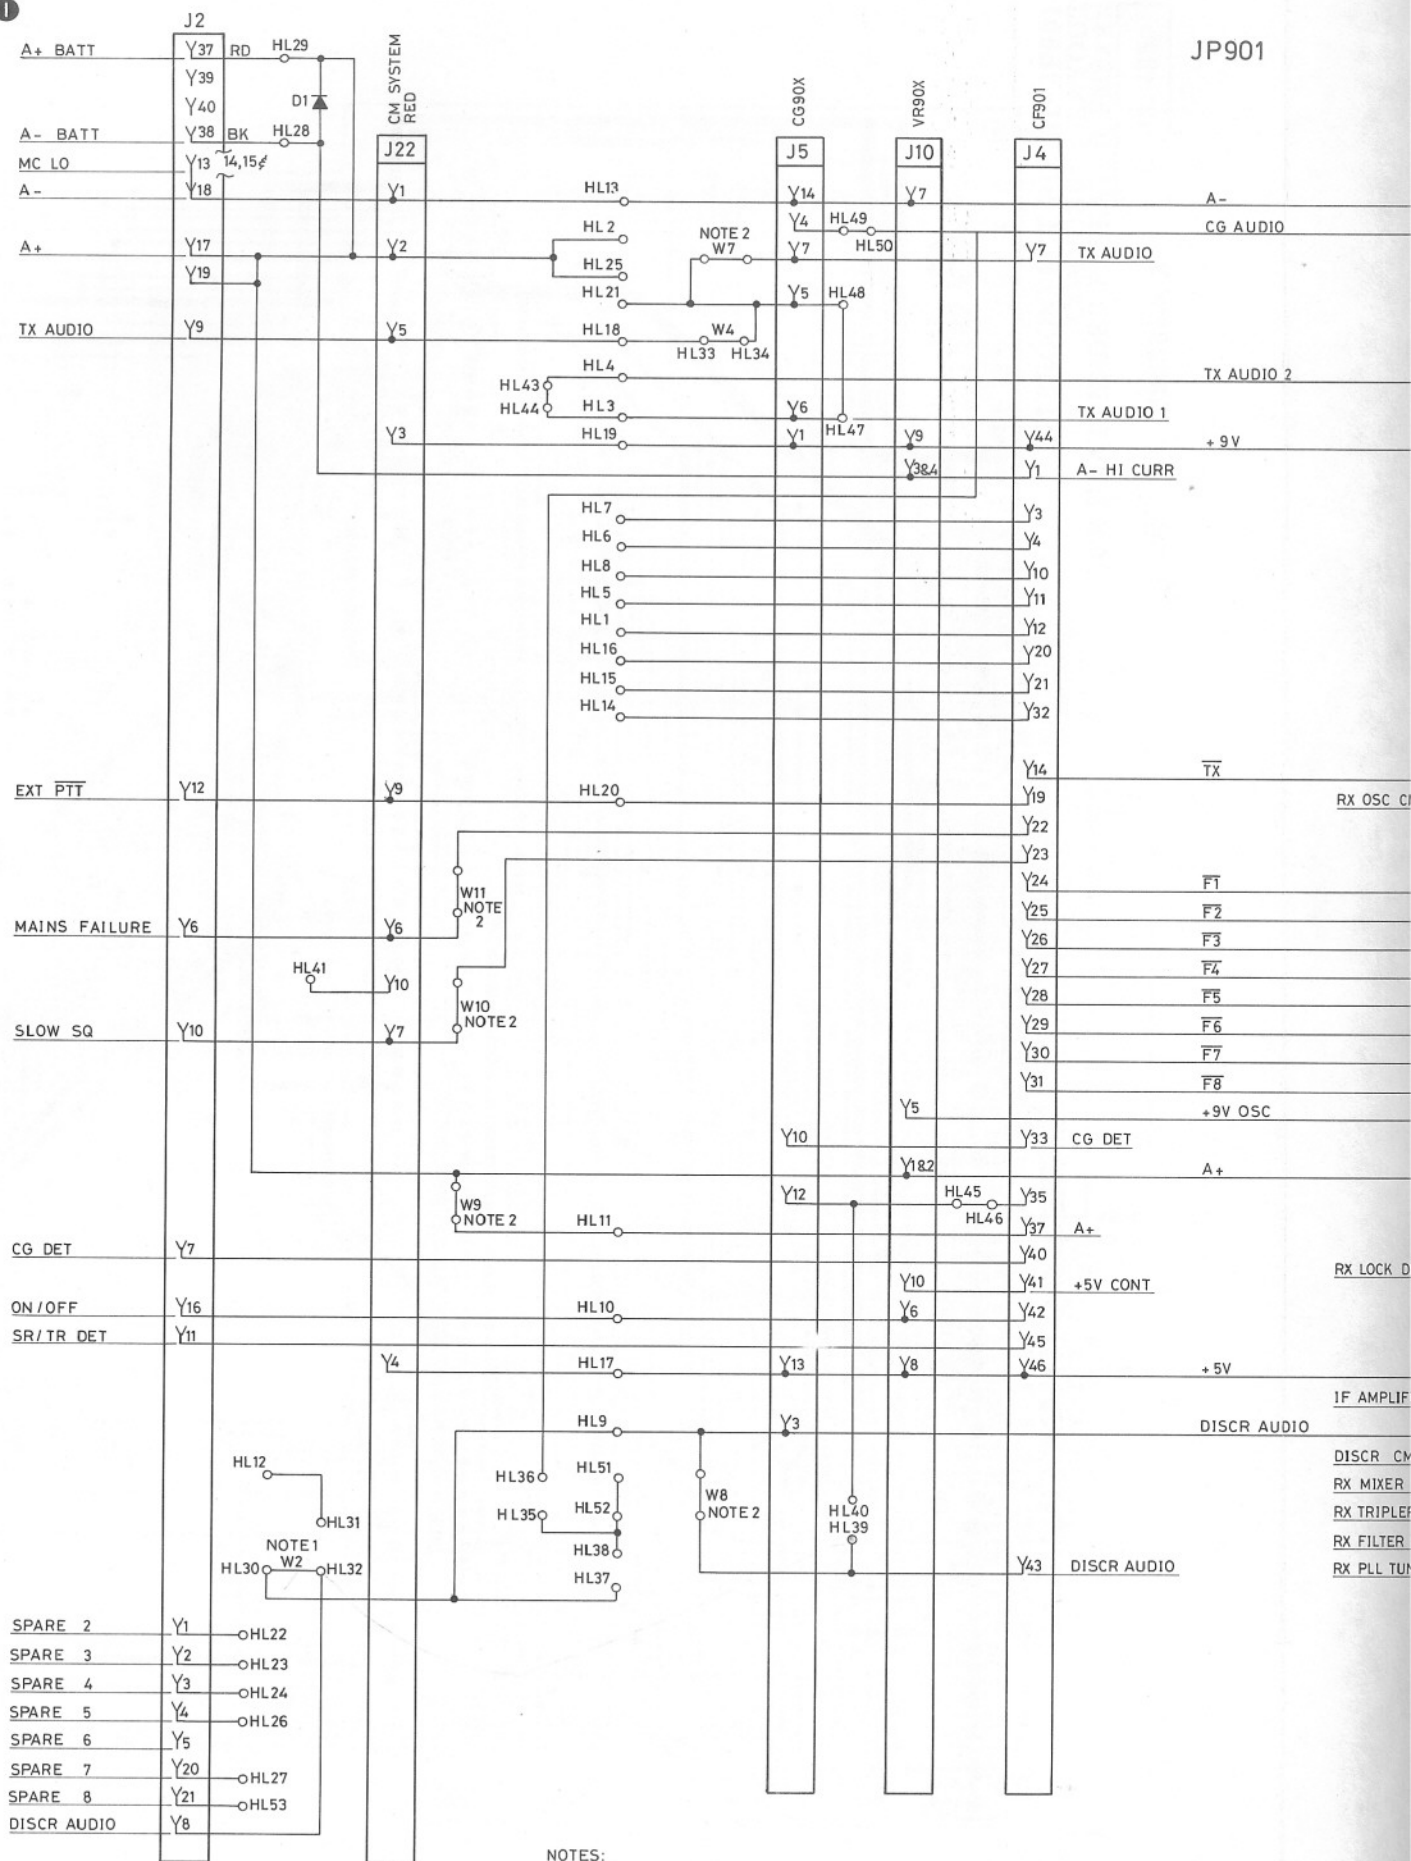 1
J2
JP901
A+ BATT Y37 RD HL29
CM SYSTEM
RED
Y39
D1
CG90X VR90X CF901
Y40
A- BATT Y38 BK HL28
J22 J5 J10 J4
MC LO Y13 14,15
A- Y18 Y1 HL13 Y14 Y7 A-
HL2 Y4 HL49 CG AUDIO
NOTE 2
HL50
A+ Y17 Y2 W7 Y7 Y7 TX AUDIO
HL25
Y19
HL21 Y5 HL48
TX AUDIO Y9 Y5 HL18 W4
HL33 HL34
HL4 TX AUDIO 2
HL43
HL44 HL3 Y6 TX AUDIO 1
HL47
Y3 HL19 Y1 Y9 Y44 +9V
Y3&4 Y1 A- HI CURR
HL7 Y3
HL6 Y4
HL8 Y10
HL5 Y11
HL1 Y12
HL16 Y20
HL15 Y21
HL14 Y32
Y14 TX
EXT PTT Y12 Y9 HL20 Y19 RX OSC
Y22
Y23
Y24 F1
W11
NOTE
2
Y25 F2
MAINS FAILURE Y6 Y6
Y26 F3
HL41 Y27 F4
Y10
Y28 F5
W10
NOTE 2
SLOW SQ Y10 Y7 Y29 F6
Y30 F7
Y31 F8
Y5 +9V OSC
Y10 Y33 CG DET
Y1&2 A+
Y12 HL45 Y35
W9
NOTE 2 HL11 HL46
Y37 A+
CG DET Y7 Y40
RX LOCK D
Y10 Y41 +5V CONT
ON/OFF Y16 HL10 Y6 Y42
SR/TR DET Y11 Y45
Y4 HL17 Y13 Y8 Y46 +5V
IF AMPLIF
HL9 Y3 DISCR AUDIO
DISCR CM
HL12 HL36 HL51
RX MIXER
W8
NOTE 2
HL35 HL52 HL40
RX TRIPLER
HL31 HL39
RX FILTER
NOTE 1
HL38
HL30 W2 HL32 Y43 DISCR AUDIO
RX PLL TUN
HL37
SPARE 2 Y1 HL22
SPARE 3 Y2 HL23
SPARE 4 Y3 HL24
SPARE 5 Y4 HL26
SPARE 6 Y5
SPARE 7 Y20 HL27
SPARE 8 Y21 HL53
DISCR AUDIO Y8
NOTES: